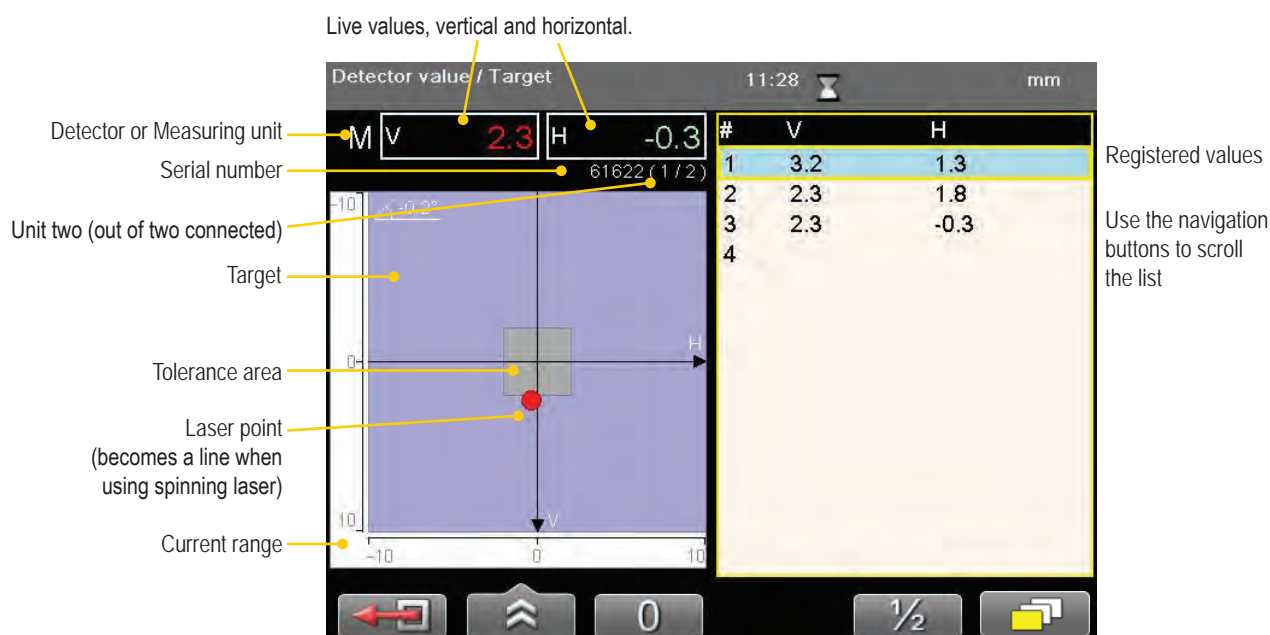 Live values, vertical and horizontal.
Detector value / Target 11:28 mm
Detector or Measuring unit
M V 2.3 H -0.3
Serial number
61622 ( 1 / 2 )
Unit two (out of two connected)
Target
Tolerance area
Laser point
(becomes a line when
using spinning laser)
Current range
-10
0
10
-0.2°
H
V
-10 0 10
# V H
1 3.2 1.3
2 2.3 1.8
3 2.3 -0.3
4
Registered values
Use the navigation
buttons to scroll
the list
0
½